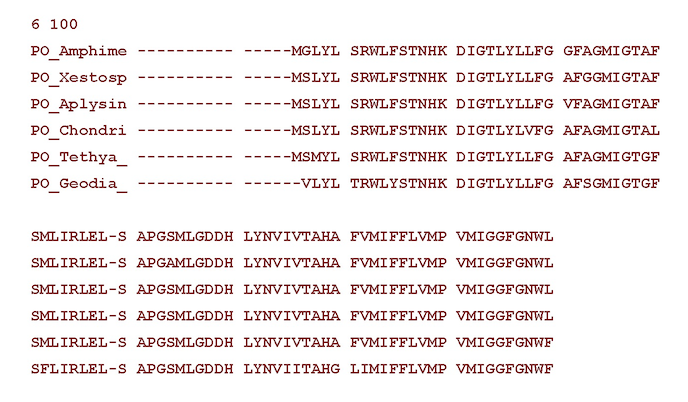 6 100
PO_Amphime ---------- -----MGLYL SRWLFSTNHK DIGTLYLLFG GFAGMIGTAF
PO_Xestosp ---------- -----MSLYL SRWLFSTNHK DIGTLYLLFG AFGGMIGTAF
PO_Aplysin ---------- -----MSLYL SRWLFSTNHK DIGTLYLLFG VFAGMIGTAF
PO_Chondri ---------- -----MSLYL SRWLFSTNHK DIGTLYLVFG AFAGMIGTAL
PO_Tethya_ ---------- -----MSMYL SRWLFSTNHK DIGTLYLLFG AFAGMIGTGF
PO_Geodia_ ---------- ------VLYL TRWLYSTNHK DIGTLYLLFG AFSGMIGTGF
SMLIRLEL-S APGSMLGDDH LYNVIVTAHA FVMIFFLVMP VMIGGFGNWL
SMLIRLEL-S APGAMLGDDH LYNVIVTAHA FVMIFFLVMP VMIGGFGNWL
SMLIRLEL-S APGSMLGDDH LYNVIVTAHA FVMIFFLVMP VMIGGFGNWL
SMLIRLEL-S APGSMLGDDH LYNVIVTAHA FVMIFFLVMP VMIGGFGNWL
SMLIRLEL-S APGSMLGDDH LYNVIVTAHA FVMIFFLVMP VMIGGFGNWF
SFLIRLEL-S APGSMLGDDH LYNVIITAHG LIMIFFLVMP VMIGGFGNWF